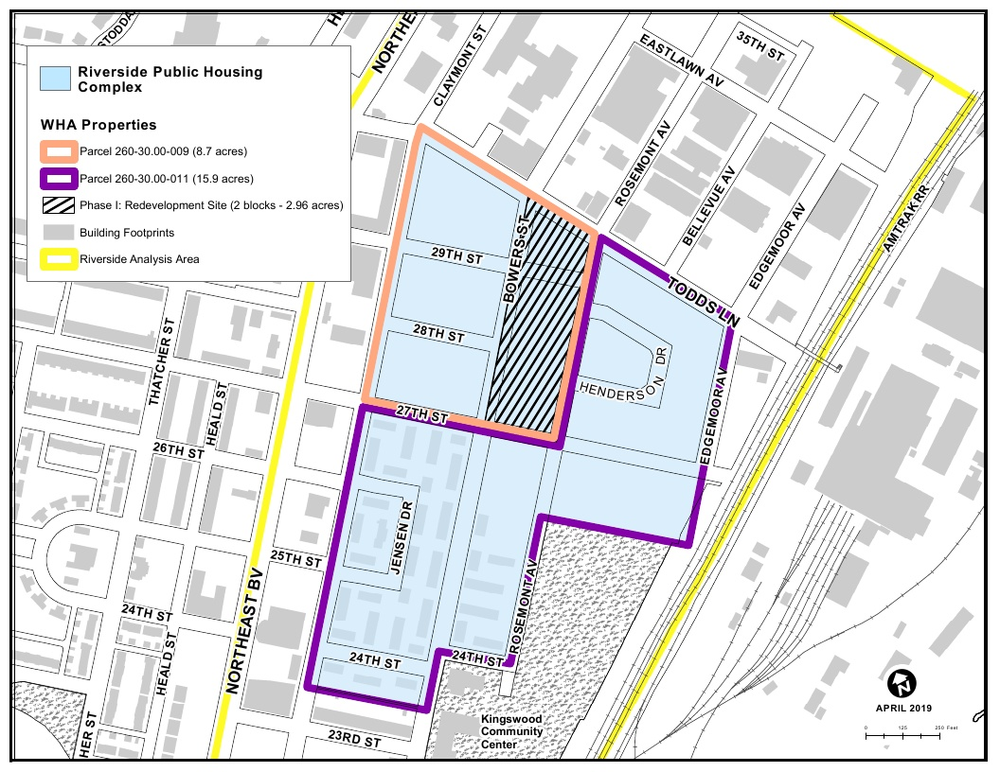 STODDA
HE
NORTHEA
CLAYMONT ST
EASTLAWN AV
35TH ST
Riverside Public Housing
Complex
WHA Properties
Parcel 260-30.00-009 (8.7 acres)
Parcel 260-30.00-011 (15.9 acres)
Phase I: Redevelopment Site (2 blocks - 2.96 acres)
Building Footprints
Riverside Analysis Area
ROSEMONT AV
BELLEVUE AV
EDGEMOOR AV
AMTRAK RR
29TH ST
BOWERS ST
TODDS LN
28TH ST
HENDERSON DR
THATCHER ST
HEALD ST
27TH ST
EDGEMOOR AV
26TH ST
JENSEN DR
25TH ST
NORTHEAST BV
ROSEMONT AV
24TH ST
HEALD ST
24TH ST
24TH ST
HER ST
23RD ST
Kingswood
Community
Center
APRIL 2019
0 125 250 Feet